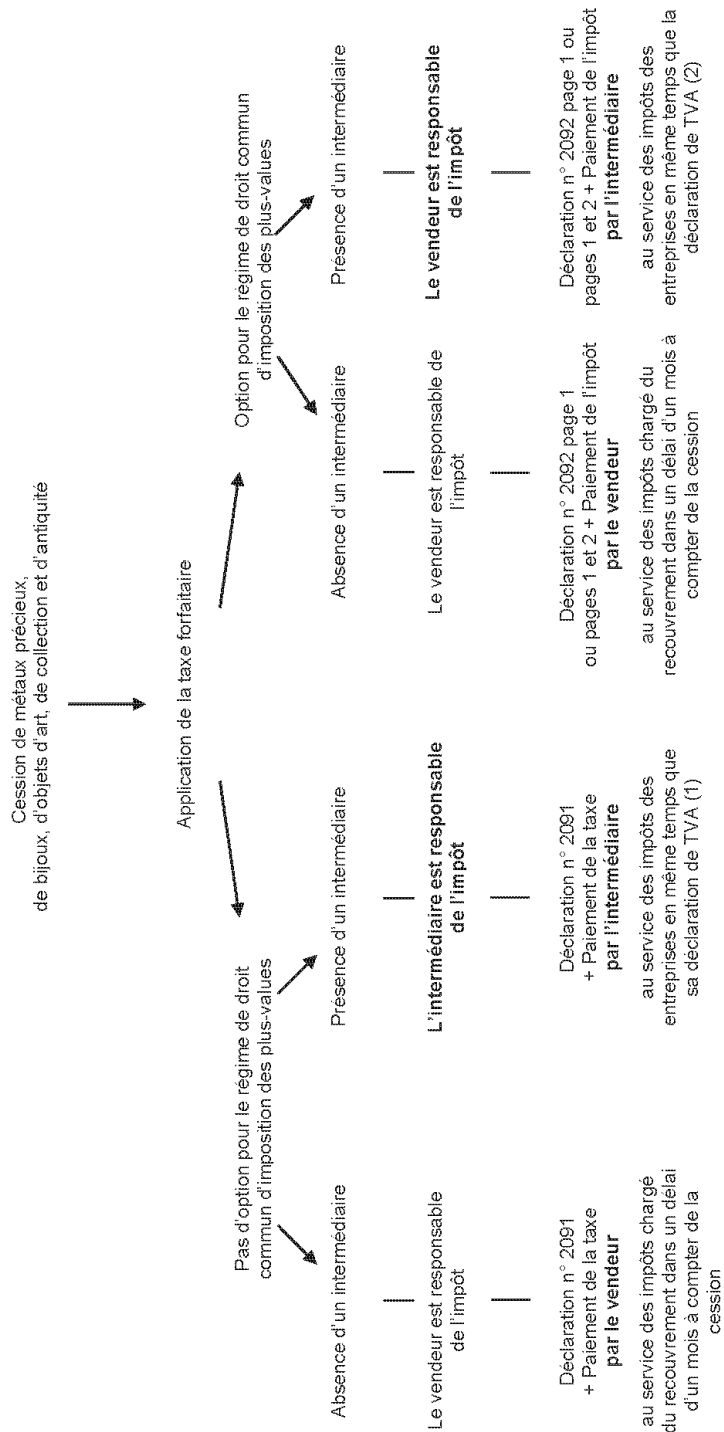 Cession de métaux précieux,
de bijoux, d'objets d'art, de collection et d'antiquité
Application de la taxe forfaitaire
Pas d'option pour le régime de droit
commun d'imposition des plus-values
Option pour le régime de droit commun
d'imposition des plus-values
Absence d'un intermédiaire
Le vendeur est responsable
de l'impôt
Déclaration n° 2091
+ Paiement de la taxe
par le vendeur
au service des impôts chargé
du recouvrement dans un délai
d'un mois à compter de la
cession
Présence d'un intermédiaire
L'intermédiaire est responsable
de l'impôt
Déclaration n° 2091
+ Paiement de la taxe
par l'intermédiaire
au service des impôts des
entreprises en même temps que
sa déclaration de TVA (1)
Absence d'un intermédiaire
Le vendeur est responsable de
l'impôt
Déclaration n° 2092 page 1
ou pages 1 et 2 + Paiement de l'impôt
par le vendeur
au service des impôts chargé du
recouvrement dans un délai d'un mois à
compter de la cession
Présence d'un intermédiaire
Le vendeur est responsable
de l'impôt
Déclaration n° 2092 page 1 ou
pages 1 et 2 + Paiement de l'impôt
par l'intermédiaire
au service des impôts des
entreprises en même temps que la
déclaration de TVA (2)